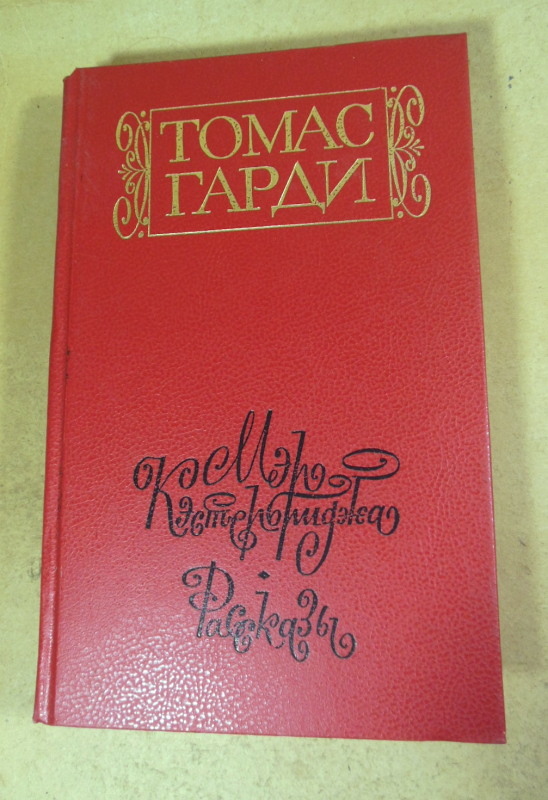 ТОМАС
ГАРДИ
Мэр
Кэстербриджа
Рассказы